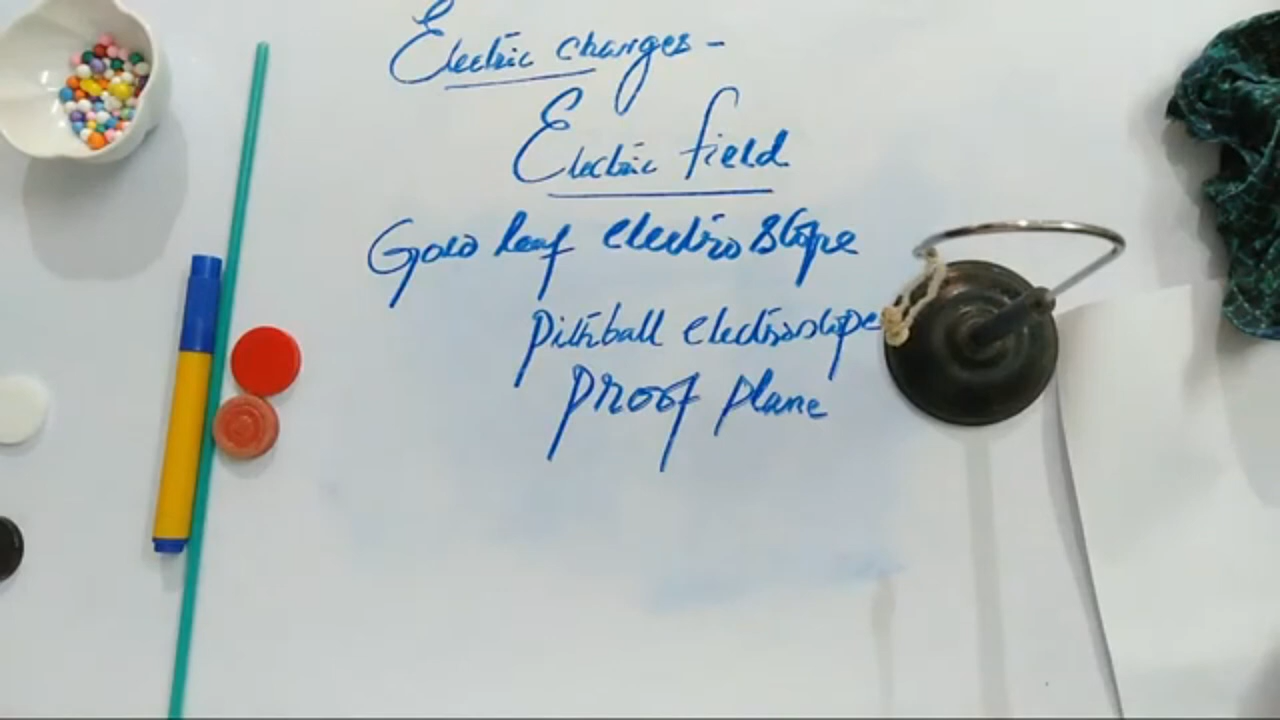 Electric charges -
Electric field
Gold leaf electroscope
Pithball electroscope
Proof plane